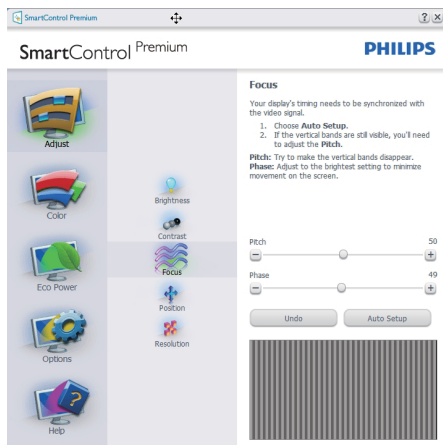 SmartControl Premium
SmartControl Premium
PHILIPS
Adjust
Color
Eco Power
Options
Help
Brightness
Contrast
Focus
Position
Resolution
Focus
Your display's timing needs to be synchronized with
the video signal.
1. Choose Auto Setup.
2. If the vertical bands are still visible, you'll need
to adjust the Pitch.
Pitch: Try to make the vertical bands disappear.
Phase: Adjust to the brightest setting to minimize
movement on the screen.
Pitch 50
Phase 49
Undo Auto Setup